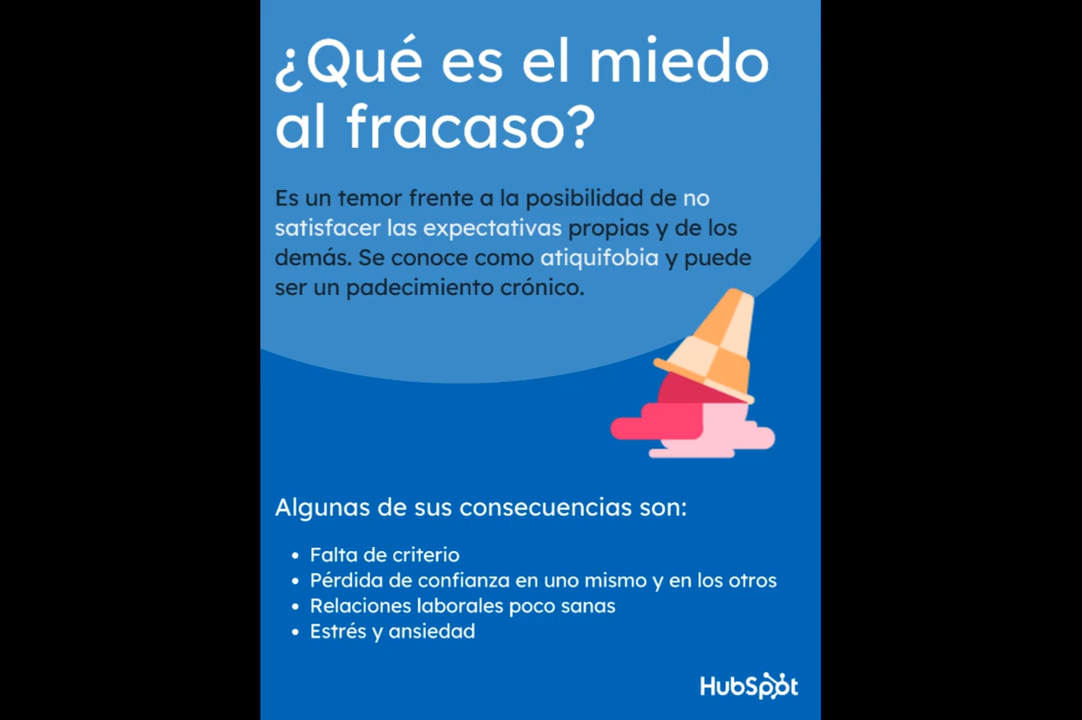 ¿Qué es el miedo
al fracaso?
Es un temor frente a la posibilidad de no
satisfacer las expectativas propias y de los
demás. Se conoce como atiquifobia y puede
ser un padecimiento crónico.
Algunas de sus consecuencias son:
• Falta de criterio
• Pérdida de confianza en uno mismo y en los otros
• Relaciones laborales poco sanas
• Estrés y ansiedad
HubSpot